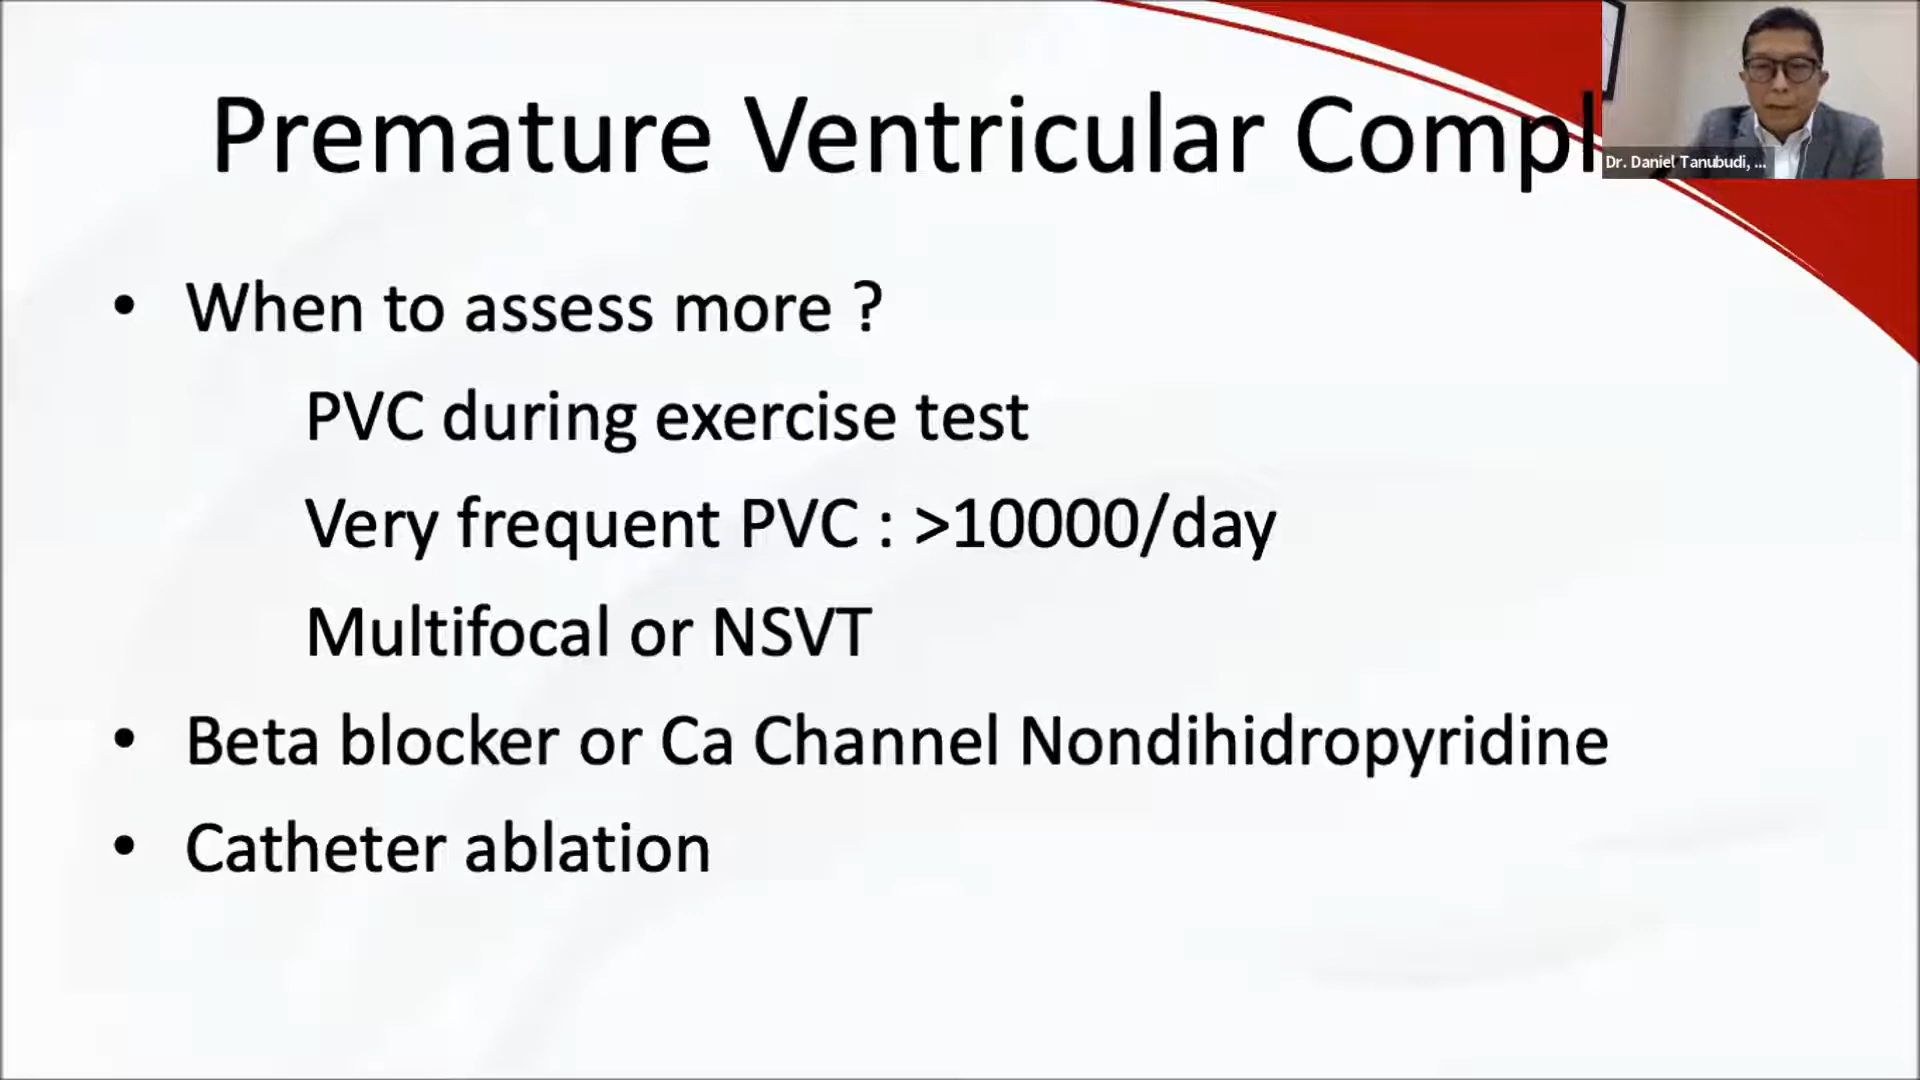 Premature Ventricular Compl
Dr. Daniel Tanubudi, ...
• When to assess more ?
PVC during exercise test
Very frequent PVC : >10000/day
Multifocal or NSVT
• Beta blocker or Ca Channel Nondihidropyridine
• Catheter ablation